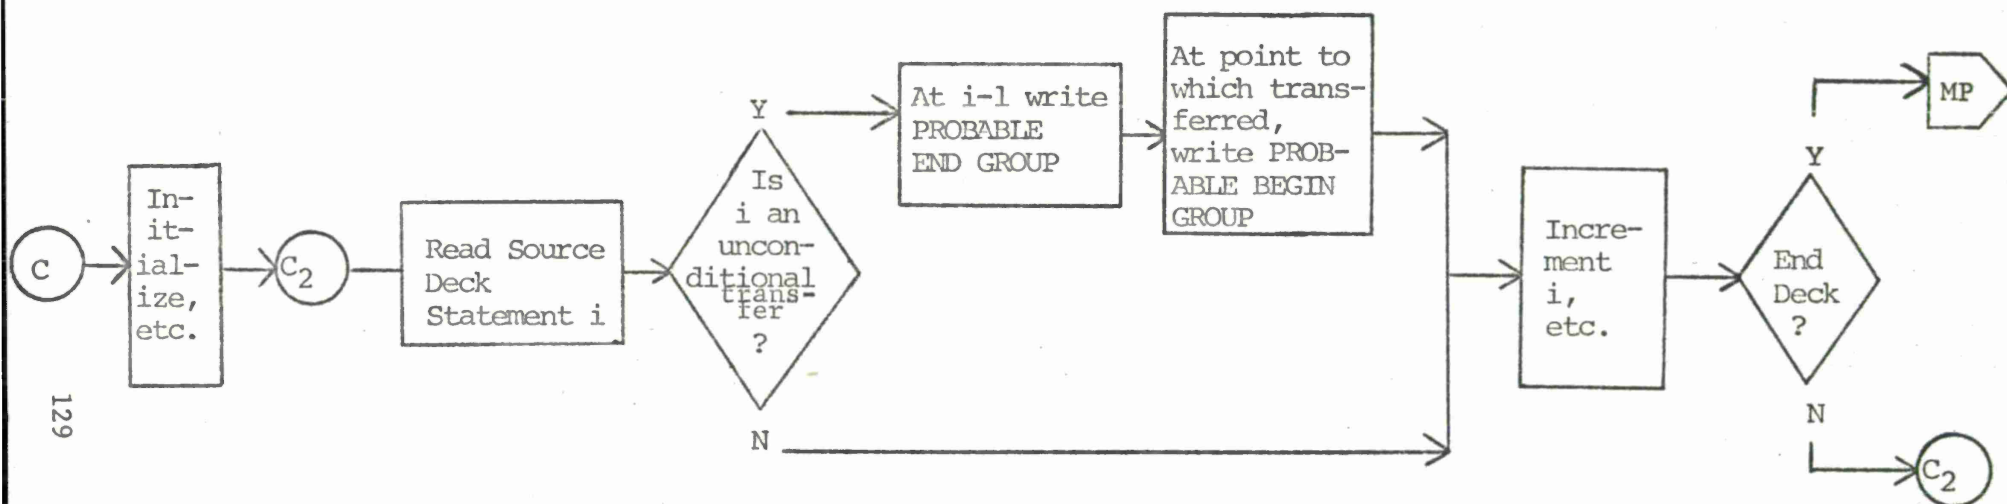 C
In-
it-
ial-
ize,
etc.
C2
Read Source
Deck
Statement i
Y
Is
i an
uncon-
ditional
trans-
fer
?
N
At i-1 write
PROBABLE
END GROUP
At point to
which trans-
ferred,
write PROB-
ABLE BEGIN
GROUP
Incre-
ment
i,
etc.
Y
End
Deck
?
N
MP
C2
129